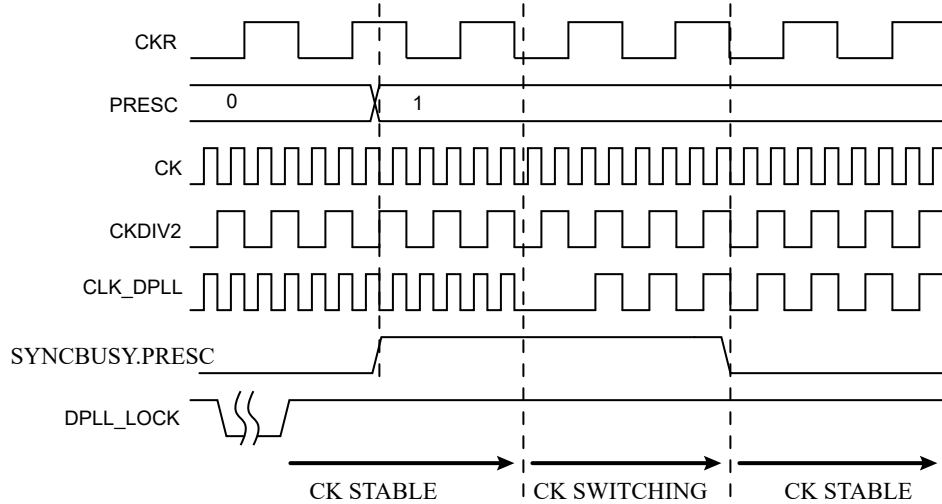 CKR
PRESC 0 1
CK
CKDIV2
CLK_DPLL
SYNCBUSY.PRESC
DPLL_LOCK
CK STABLE CK SWITCHING CK STABLE